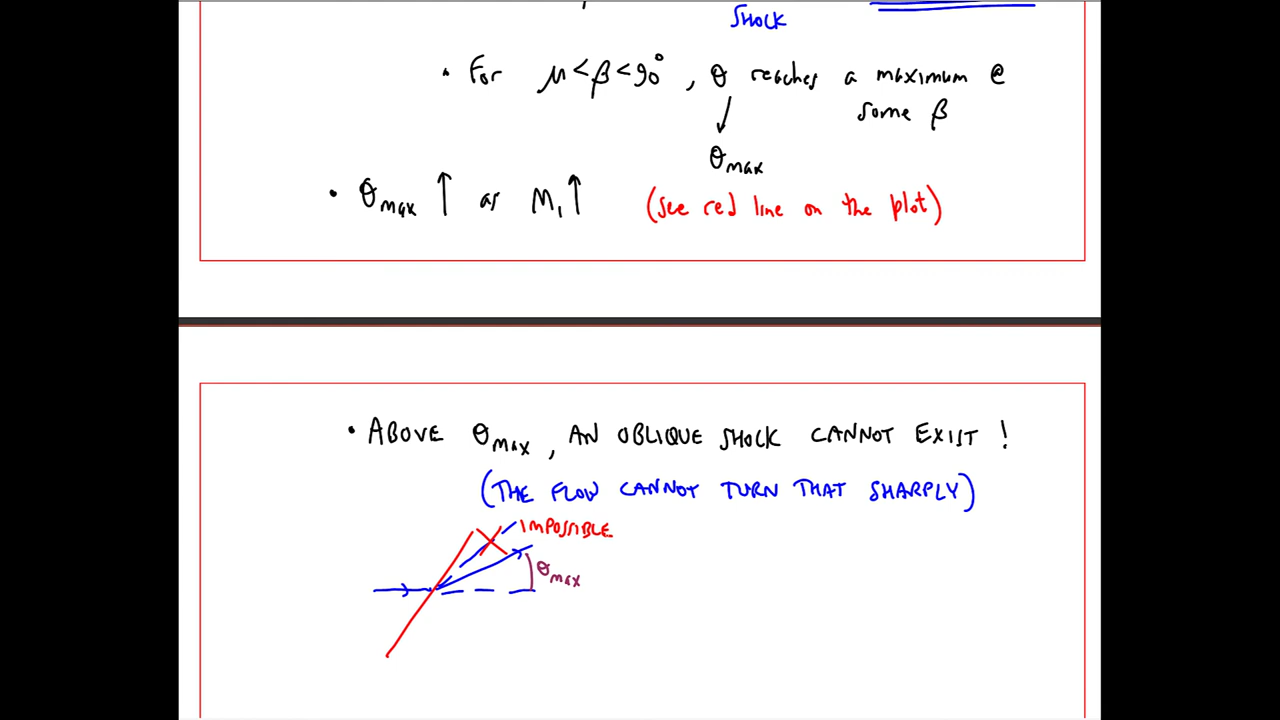 SHOCK
• For μ < β < 90°, θ reaches a maximum @
some β
θmax
• θmax ↑ as M₁ ↑ (see red line on the plot)
• ABOVE θmax, AN OBLIQUE SHOCK CANNOT EXIST !
(THE FLOW CANNOT TURN THAT SHARPLY)
IMPOSSIBLE
θmax